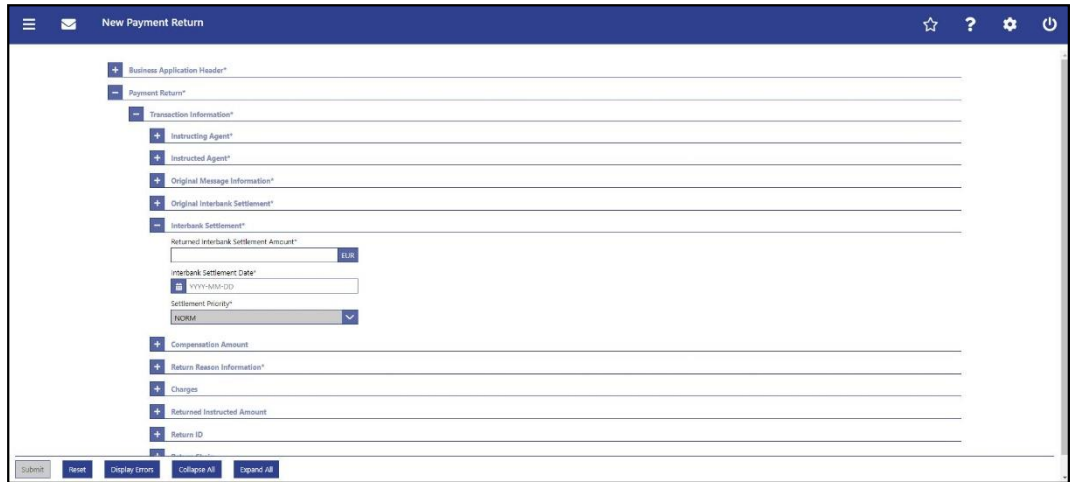 New Payment Return
?
+ Business Application Header*
− Payment Return*
− Transaction Information*
+ Instructing Agent*
+ Instructed Agent*
+ Original Message Information*
+ Original Interbank Settlement*
− Interbank Settlement*
Returned Interbank Settlement Amount*
EUR
Interbank Settlement Date*
YYYY-MM-DD
Settlement Priority*
NORM
+ Compensation Amount
+ Return Reason Information*
+ Charges
+ Returned Instructed Amount
+ Return ID
Submit Reset Display Errors Collapse All Expand All